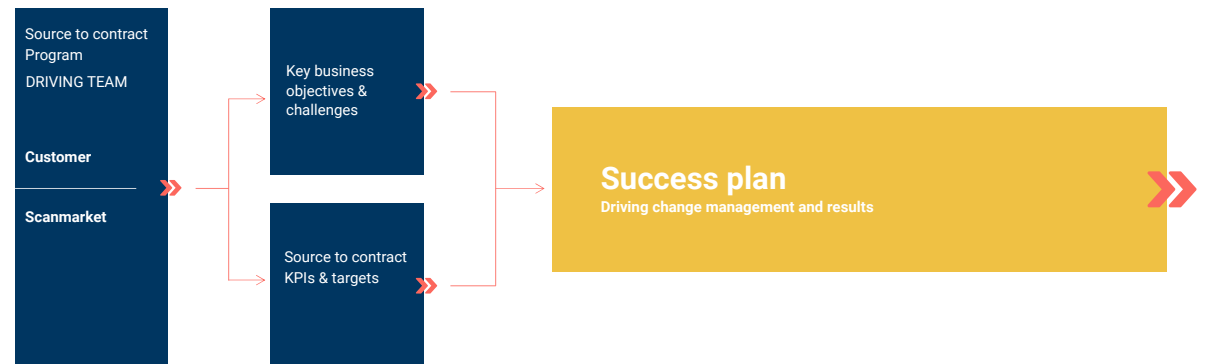 Source to contract
Program
DRIVING TEAM
Customer
Scanmarket
Key business
objectives &
challenges
Source to contract
KPIs & targets
Success plan
Driving change management and results